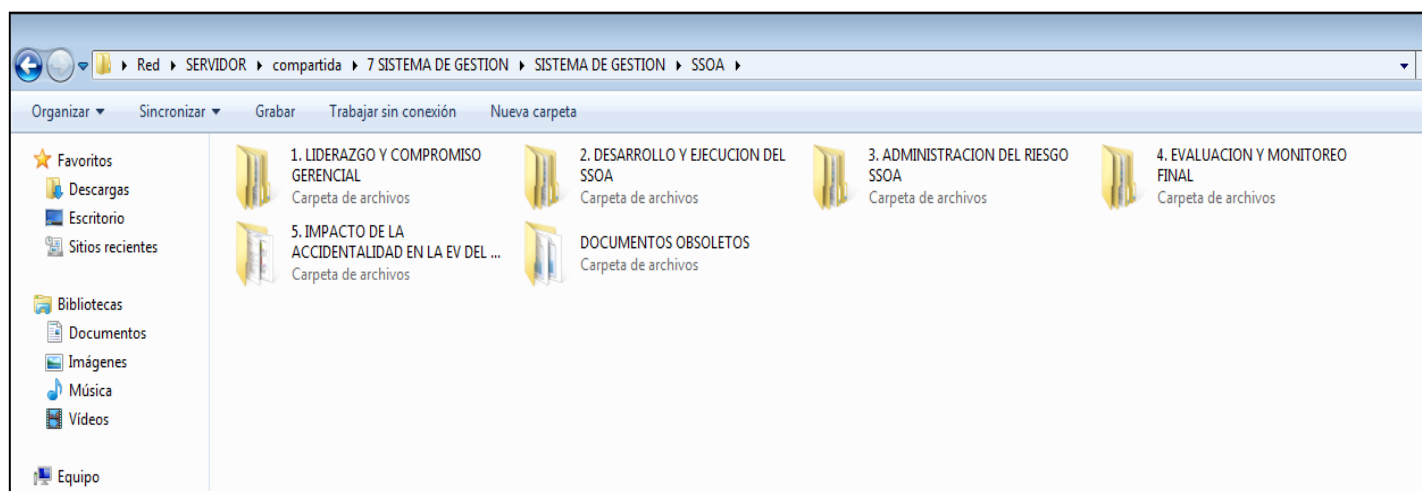 Red ▸ SERVIDOR ▸ compartida ▸ 7 SISTEMA DE GESTION ▸ SISTEMA DE GESTION ▸ SSOA ▸
Organizar Sincronizar Grabar Trabajar sin conexión Nueva carpeta
Favoritos
Descargas
Escritorio
Sitios recientes
Bibliotecas
Documentos
Imágenes
Música
Vídeos
Equipo
1. LIDERAZGO Y COMPROMISO
GERENCIAL
Carpeta de archivos
2. DESARROLLO Y EJECUCION DEL
SSOA
Carpeta de archivos
3. ADMINISTRACION DEL RIESGO
SSOA
Carpeta de archivos
4. EVALUACION Y MONITOREO
FINAL
Carpeta de archivos
5. IMPACTO DE LA
ACCIDENTALIDAD EN LA EV DEL ...
Carpeta de archivos
DOCUMENTOS OBSOLETOS
Carpeta de archivos